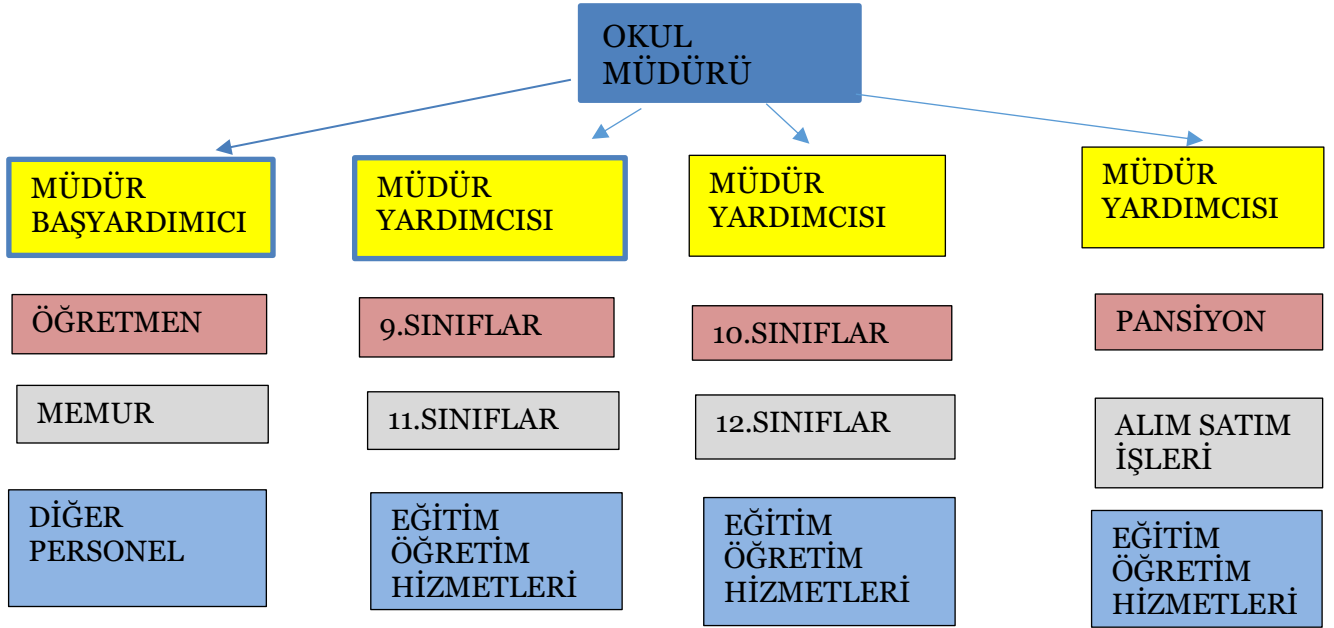 OKUL
MÜDÜRÜ
MÜDÜR
BAŞYARDIMICI
MÜDÜR
YARDIMCISI
MÜDÜR
YARDIMCISI
MÜDÜR
YARDIMCISI
ÖĞRETMEN
9.SINIFLAR
10.SINIFLAR
PANSİYON
MEMUR
11.SINIFLAR
12.SINIFLAR
ALIM SATIM
İŞLERİ
DİĞER
PERSONEL
EĞİTİM
ÖĞRETİM
HİZMETLERİ
EĞİTİM
ÖĞRETİM
HİZMETLERİ
EĞİTİM
ÖĞRETİM
HİZMETLERİ